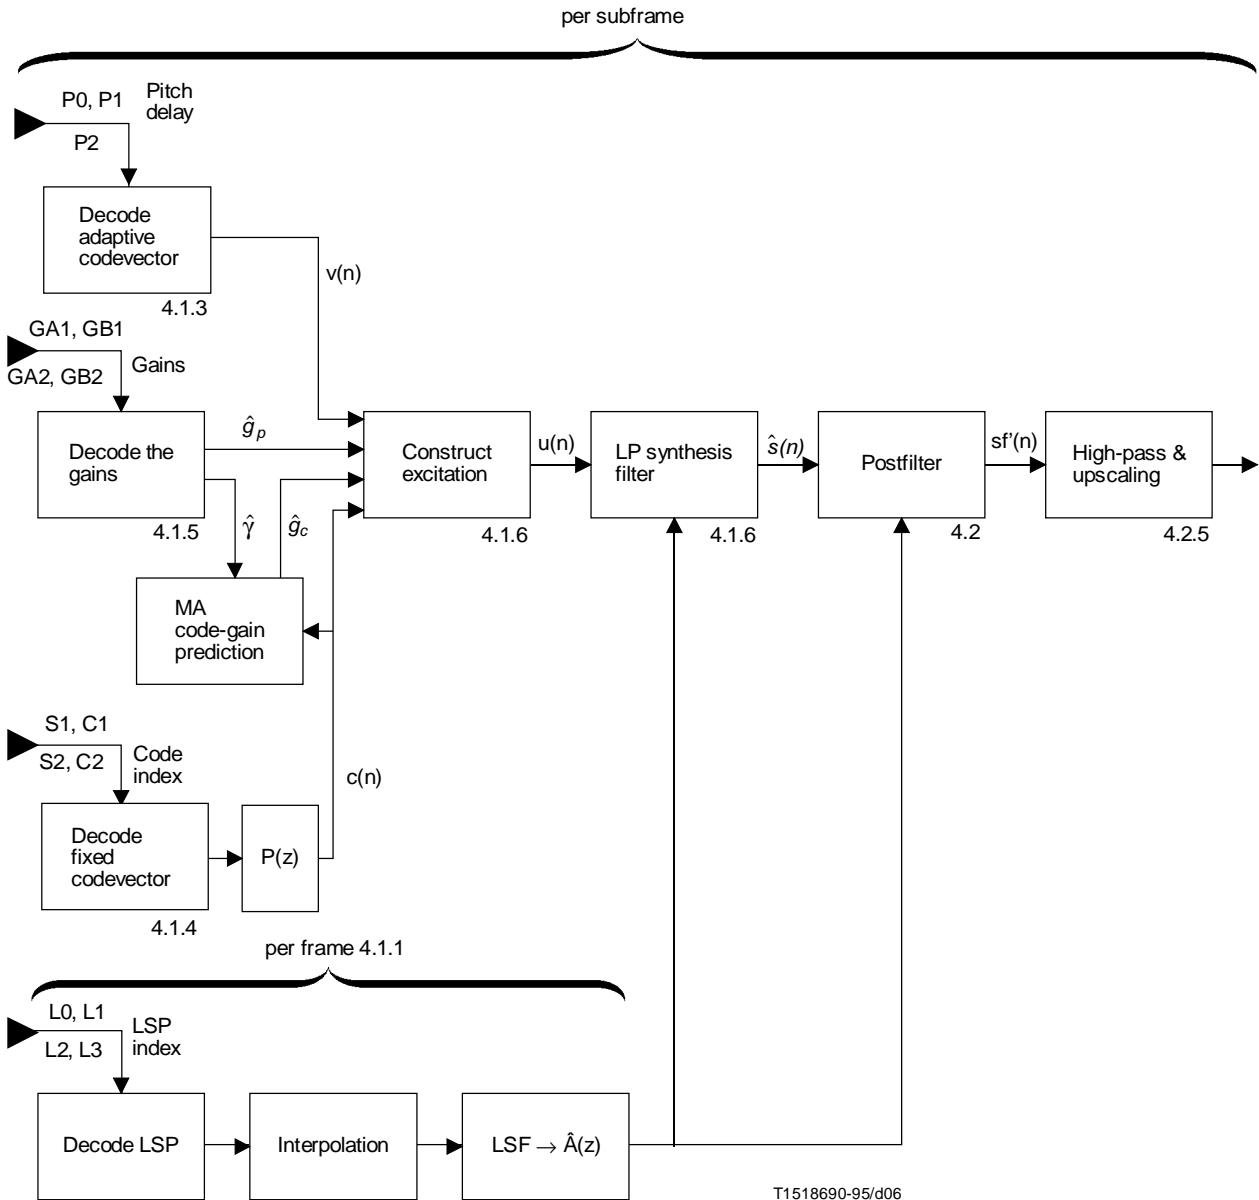 per subframe
P0, P1
Pitch
delay
P2
Decode
adaptive
codevector
4.1.3
v(n)
GA1, GB1
Gains
GA2, GB2
Decode the
gains
4.1.5
ĝp
γ̂
ĝc
Construct
excitation
4.1.6
u(n)
LP synthesis
filter
4.1.6
ŝ(n)
Postfilter
4.2
sf'(n)
High-pass &
upscaling
4.2.5
MA
code-gain
prediction
S1, C1
S2, C2
Code
index
c(n)
Decode
fixed
codevector
4.1.4
P(z)
per frame 4.1.1
L0, L1
L2, L3
LSP
index
Decode LSP
Interpolation
LSF → Â(z)
T1518690-95/d06